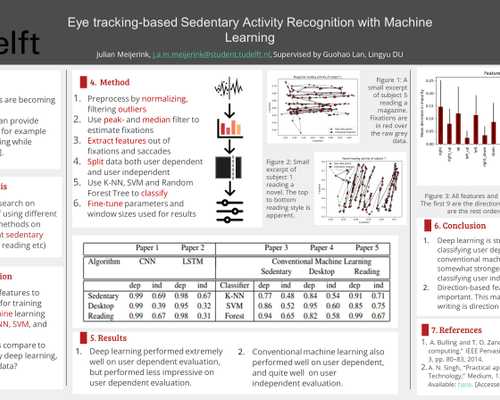 Eye tracking-based Sedentary Activity Recognition with Machine
Learning
elft
Julian Meijerink, j.a.m.meijerink@student.tudelft.nl, Supervised by Guohao Lan, Lingyu DU
s are becoming
an provide
for example
ing while
search on
f using different
ethods on
nt sedentary
reading etc)
features to
for training
hine learning
NN, SVM, and
s compare to
y deep learning,
data?
4. Method
1. Preprocess by normalizing,
filtering outliers
2. Use peak- and median filter to
estimate fixations
3. Extract features out of
fixations and saccades
4. Split data both user dependent
and user independent
5. Use K-NN, SVM and Random
Forest Tree to classify
6. Fine-tune parameters and
window sizes used for results
Figure 1: A
small excerpt
of subject 5
reading a
magazine.
Fixations are
in red over
the raw grey
data.
Figure 2: Small
excerpt of
subject 1
reading a
novel. The top
to bottom
reading style is
apparent.
Paper 1 Paper 2 Paper 3 Paper 4 Paper 5
Algorithm CNN LSTM Conventional Machine Learning
Sedentary Desktop Reading
dep ind dep ind Classifier dep ind dep ind dep ind
Sedentary 0.69 0.99 0.98 0.67 K-NN 0.77 0.48 0.84 0.54 0.91 0.71
Desktop 0.99 0.39 0.95 0.32 SVM 0.86 0.52 0.95 0.60 0.85 0.75
Reading 0.99 0.67 0.98 0.31 Forest 0.94 0.65 0.82 0.58 0.99 0.67
5. Results
1. Deep learning performed extremely
well on user dependent evaluation,
but performed less impressive on
user dependent evaluation.
2. Conventional machine learning also
performed well on user dependent,
and quite well on user
independent evaluation.
Figure 3: All features and
The first 9 are the direction
are the rest order
6. Conclusion
1. Deep learning is str
classifying user dep
conventional mach
somewhat stronge
classifying user ind
2. Direction-based fea
important. This ma
writing is direction
7. References
1. A. Bulling and T. O. Zand
computing." IEEE Pervas
3, pp. 80–83, 2014.
2. A. N. Singh, "Practical ap
Technology," Medium, 1
Available: here. [Accesse